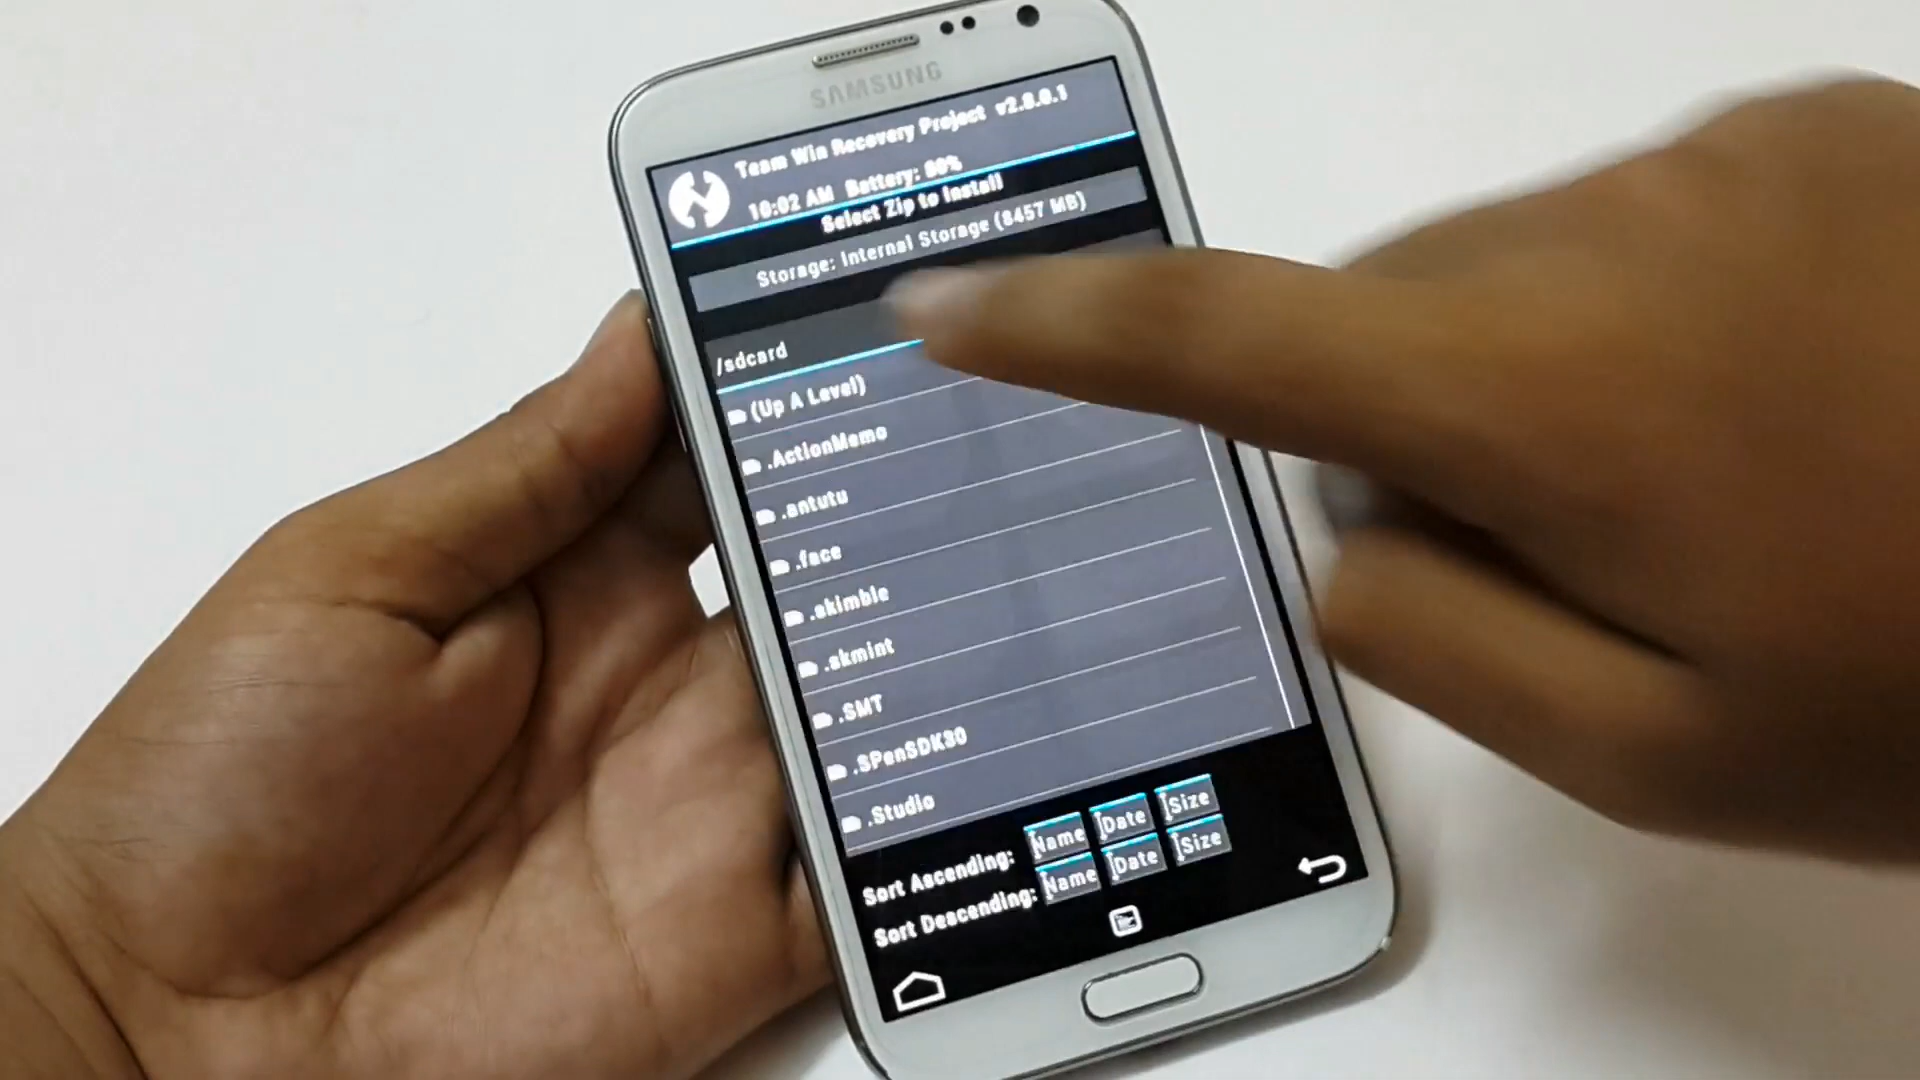 SAMSUNG
Team Win Recovery Project v2.8.0.1
10:02 AM Battery:
Select Zip to Install
Storage: Internal Storage (8457 MB)
/sdcard
(Up A Level)
.ActionMemo
.antutu
.face
.skimble
.skmint
.SMT
.SPenSDK30
.Studio
Sort Ascending: Name Date Size
Sort Descending: Name Date Size